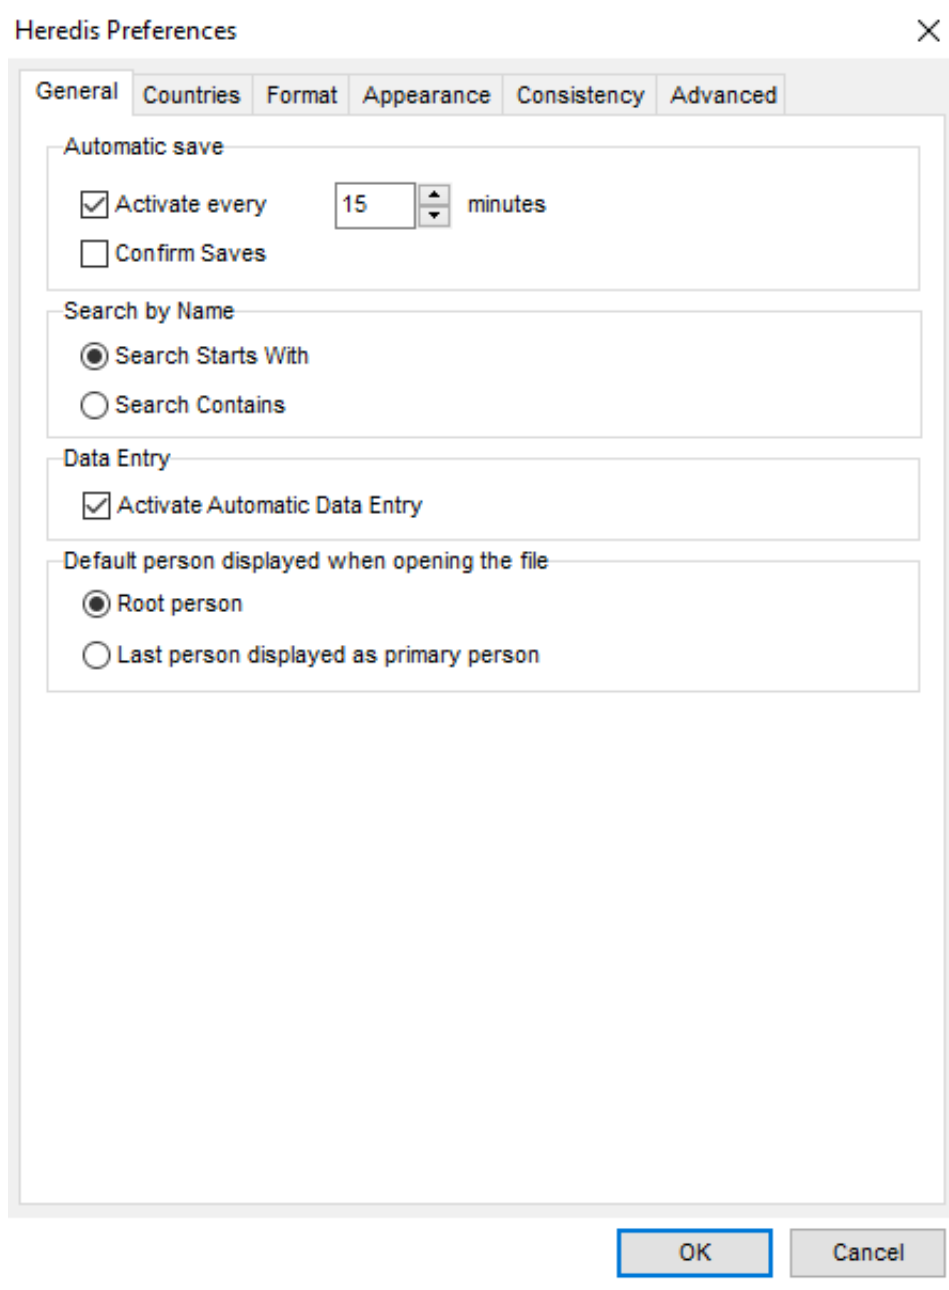 Heredis Preferences
General Countries Format Appearance Consistency Advanced
Automatic save
Activate every 15 minutes
Confirm Saves
Search by Name
Search Starts With
Search Contains
Data Entry
Activate Automatic Data Entry
Default person displayed when opening the file
Root person
Last person displayed as primary person
OK Cancel